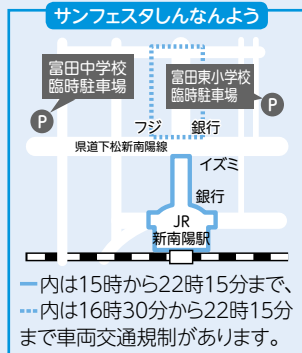 サンフェスタしんなんよう
富田中学校
臨時駐車場
富田東小学校
臨時駐車場
P
P
フジ 銀行
県道下松新南陽線
イズミ
銀行
JR
新南陽駅
━内は15時から22時15分まで、
┅内は16時30分から22時15分
まで車両交通規制があります。